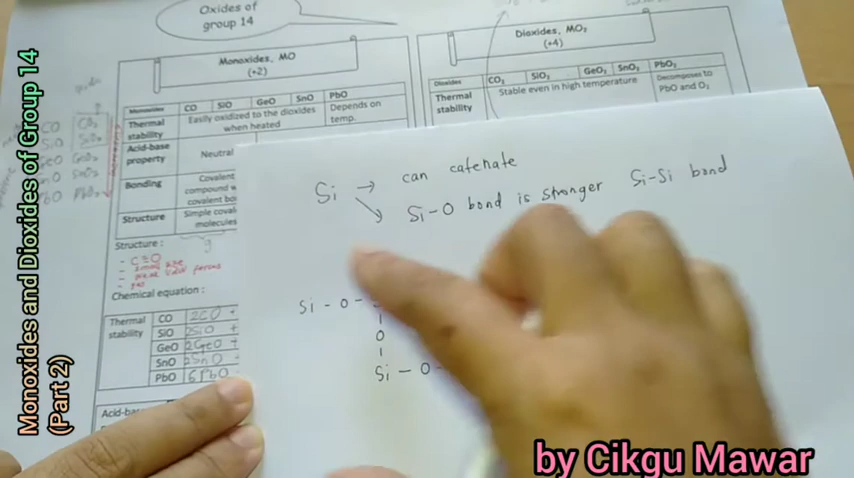 Monoxides and Dioxides of Group 14
(Part 2)
Oxides of
group 14
Monoxides, MO
(+2)
Monoxides CO SiO GeO SnO PbO
Thermal stability Easily oxidized to the dioxides when heated Depends on temp.
Acid-base property Neutral
Bonding Covalent compound
Structure Simple molecules
Structure :
- C≡O
Chemical equation :
Thermal stability CO 2CO +
SiO 2SiO +
GeO 2GeO +
SnO 2SnO
PbO 6PbO
Dioxides, MO₂
(+4)
Dioxides CO₂ SiO₂ GeO₂ SnO₂ PbO₂
Thermal stability Stable even in high temperature Decomposes to PbO and O₂
CO CO₂
SiO SiO₂
GeO GeO₂
SnO₂
PbO PbO₂
Si → can catenate
Si-O bond is stronger Si-Si bond
Si - O -
O
Si - O -
by Cikgu Mawar